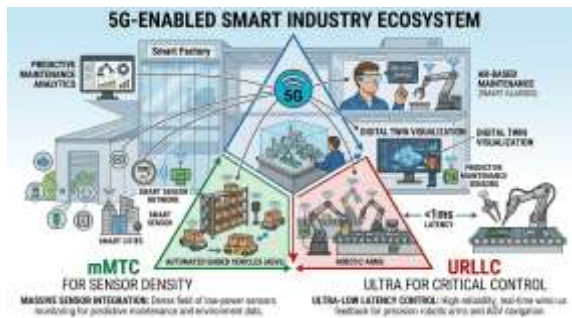 5G-ENABLED SMART INDUSTRY ECOSYSTEM
Smart Factory
PREDICTIVE
MAINTENANCE
ANALYTICS
5G
AR-BASED
MAINTENANCE
(SMART GLASSES)
DIGITAL TWIN VISUALIZATION
DIGITAL TWIN
VISUALIZATION
PREDICTIVE
MAINTENANCE
SENSORS
SMART SENSOR
NETWORK
SMART
SENSOR
SMART CITIES
<1ms
LATENCY
AUTOMATED GUIDED VEHICLES (AGVs)
ROBOTIC ARMS
mMTC
FOR SENSOR DENSITY
MASSIVE SENSOR INTEGRATION: Dense field of low-power sensors
monitoring for predictive maintenance and environment data.
URLLC
ULTRA FOR CRITICAL CONTROL
ULTRA-LOW LATENCY CONTROL: High-reliability, real-time
feedback for precision robotic arms and AGV navigation